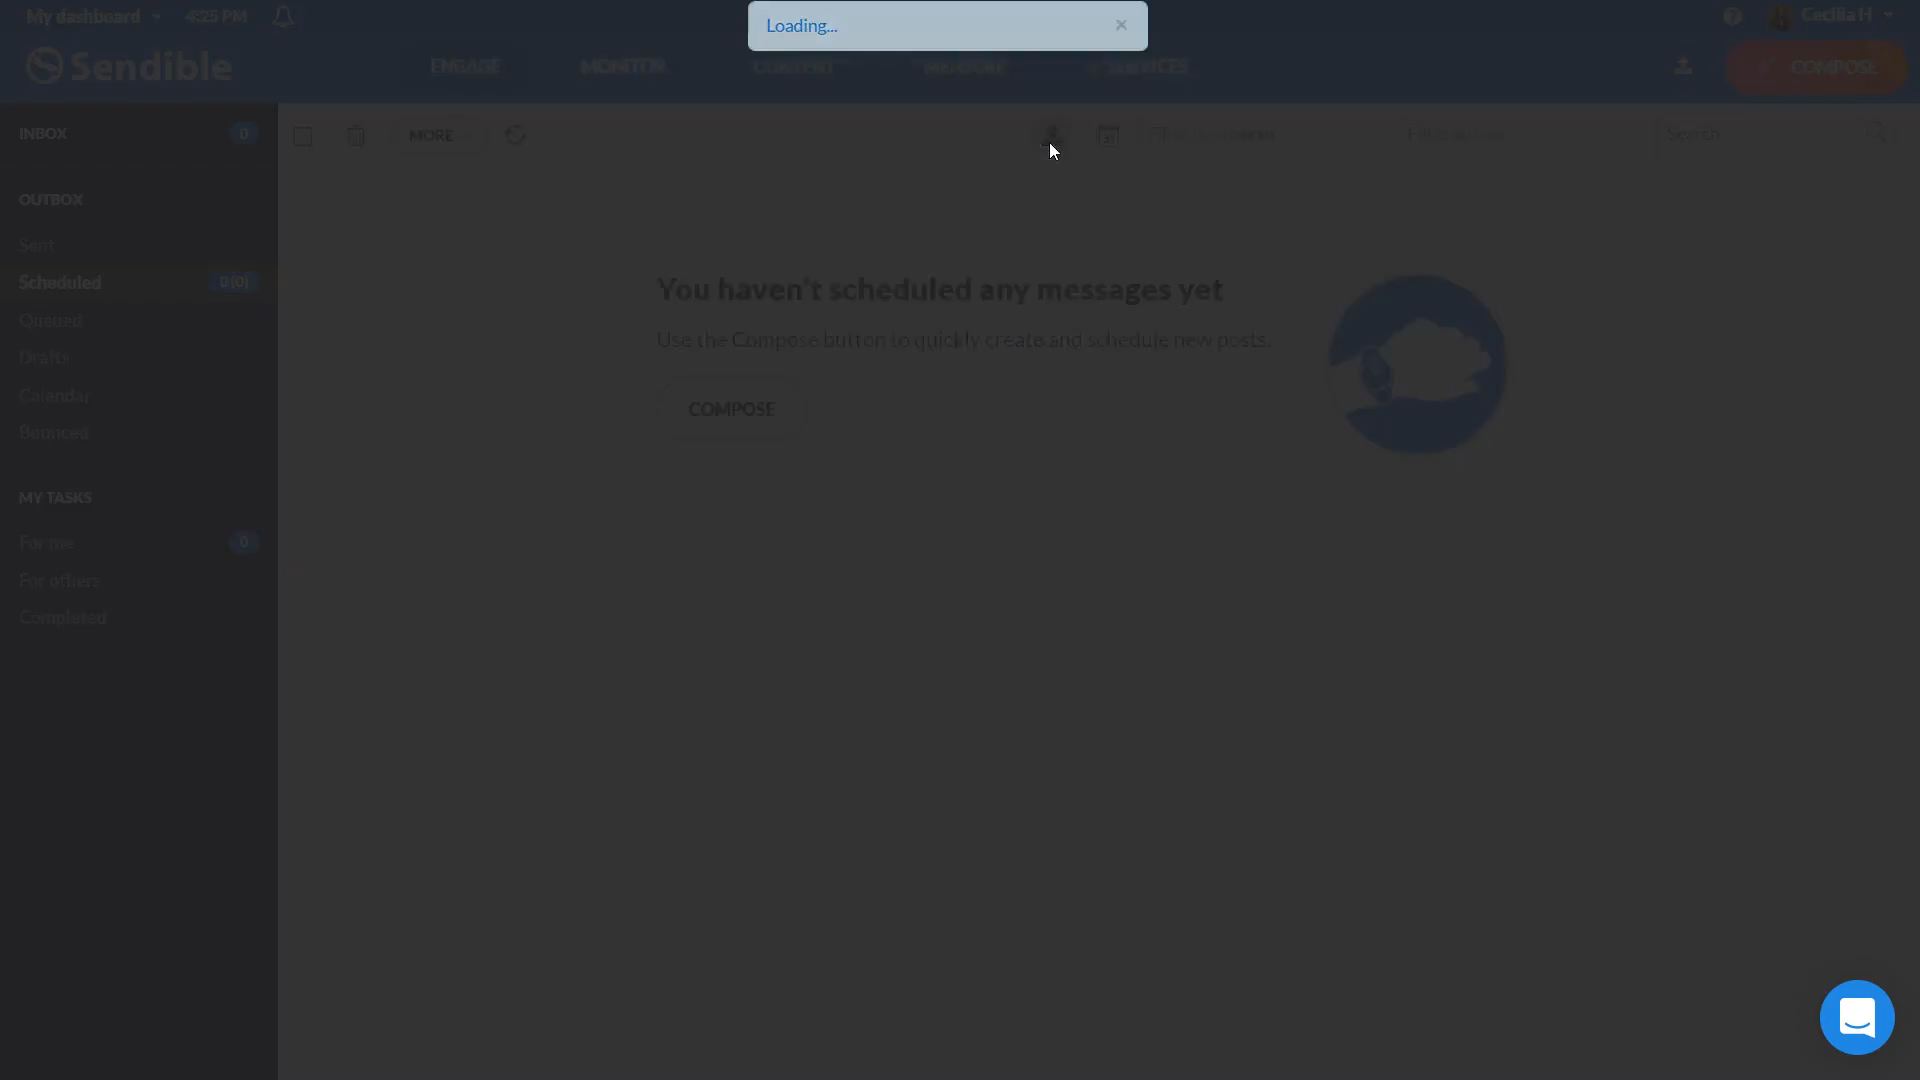 My dashboard 4:25 PM
Loading...
Cecilia H
Sendible
ENGAGE MONITOR CONTENT MEASURE SERVICES
COMPOSE
INBOX 0
MORE
Search
OUTBOX
Sent
Scheduled 0(0)
Queued
Drafts
Calendar
Bounced
MY TASKS
For me 0
For others
Completed
You haven't scheduled any messages yet
Use the Compose button to quickly create and schedule new posts.
COMPOSE